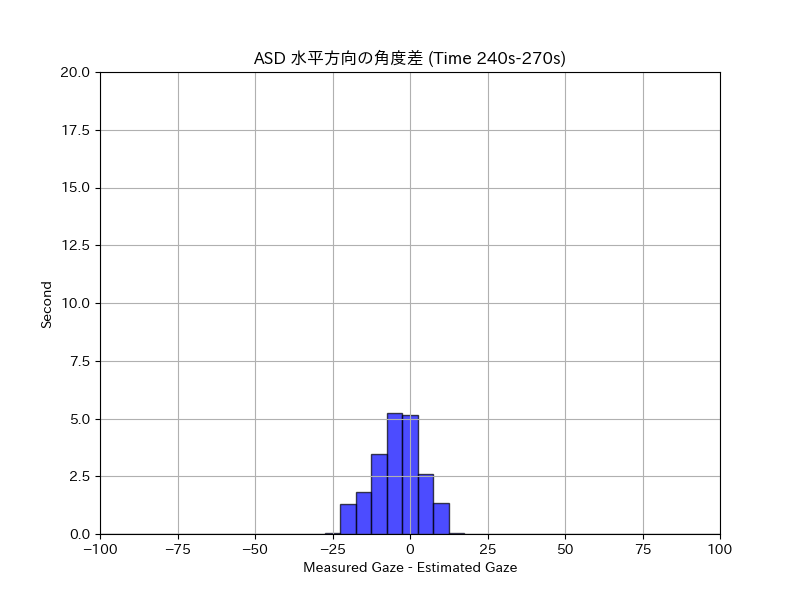 ASD 水平方向の角度差 (Time 240s-270s)
20.0
17.5
15.0
12.5
10.0
7.5
5.0
2.5
0.0
Second
−100 −75 −50 −25 0 25 50 75 100
Measured Gaze - Estimated Gaze